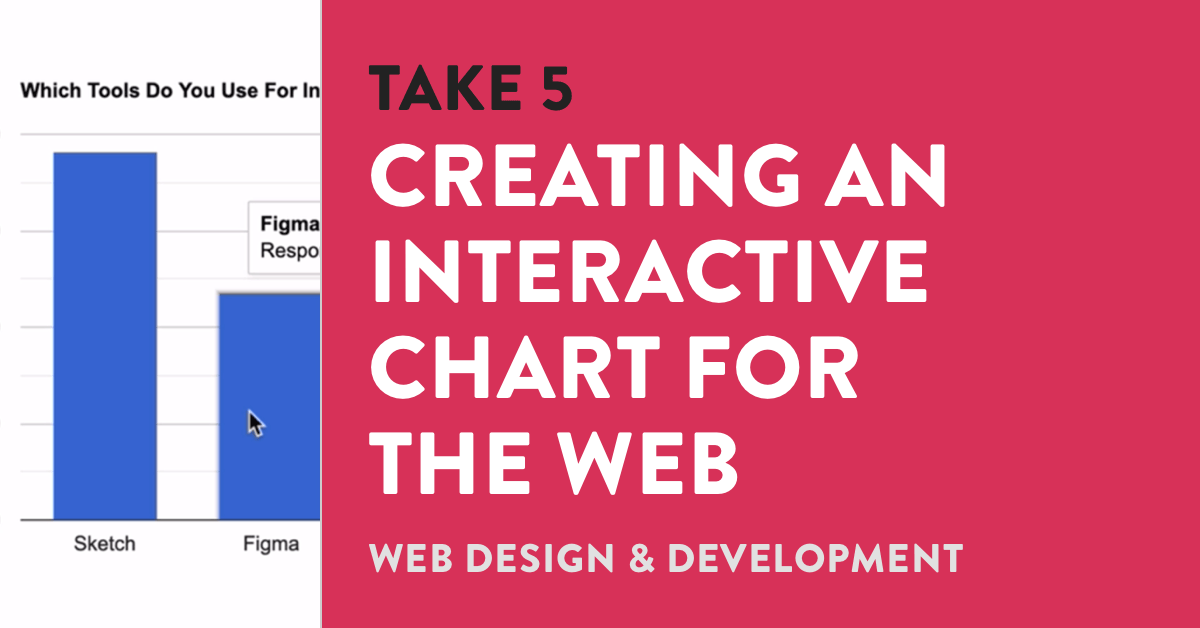 Which Tools Do You Use For In
Figma
Respo
Sketch
Figma
TAKE 5
CREATING AN
INTERACTIVE
CHART FOR
THE WEB
WEB DESIGN & DEVELOPMENT